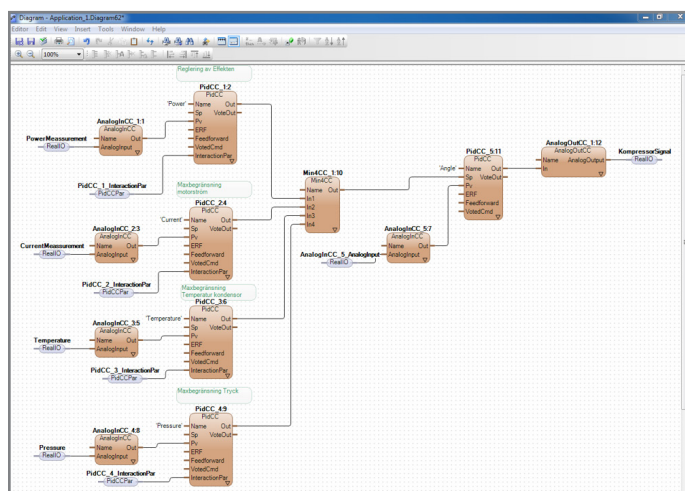 Diagram - Application_1.Diagram62*
Editor Edit View Insert Tools Window Help
100%
Reglering av Effekten
PidCC_1:2
PidCC
'Power' Name Out
Sp VoteOut
Pv
ERF
Feedforward
VotedCmd
InteractionPar
AnalogInCC_1:1
AnalogInCC
Name Out
AnalogInput
PowerMeassurement
RealIO
PidCC_1_InteractionPar
PidCCPar
Maxbegränsning
motorström
PidCC_2:4
PidCC
'Current' Name Out
Sp VoteOut
Pv
ERF
Feedforward
VotedCmd
InteractionPar
AnalogInCC_2:3
AnalogInCC
Name Out
AnalogInput
CurrentMeassurement
RealIO
PidCC_2_InteractionPar
PidCCPar
Maxbegränsning
Temperatur kondensor
PidCC_3:6
PidCC
'Temperature' Name Out
Sp VoteOut
Pv
ERF
Feedforward
VotedCmd
InteractionPar
AnalogInCC_3:5
AnalogInCC
Name Out
AnalogInput
Temperature
RealIO
PidCC_3_InteractionPar
PidCCPar
Maxbegränsning Tryck
PidCC_4:9
PidCC
'Pressure' Name Out
Sp VoteOut
Pv
ERF
Feedforward
VotedCmd
InteractionPar
AnalogInCC_4:8
AnalogInCC
Name Out
AnalogInput
Pressure
RealIO
PidCC_4_InteractionPar
PidCCPar
Min4CC_1:10
Min4CC
Name Out
In1
In2
In3
In4
AnalogInCC_5:7
AnalogInCC
Name Out
AnalogInput
AnalogInCC_5_AnalogInput
RealIO
PidCC_5:11
PidCC
'Angle' Name Out
Sp VoteOut
Pv
ERF
Feedforward
VotedCmd
AnalogOutCC_1:12
AnalogOutCC
Name AnalogOutput
In
KompressorSignal
RealIO